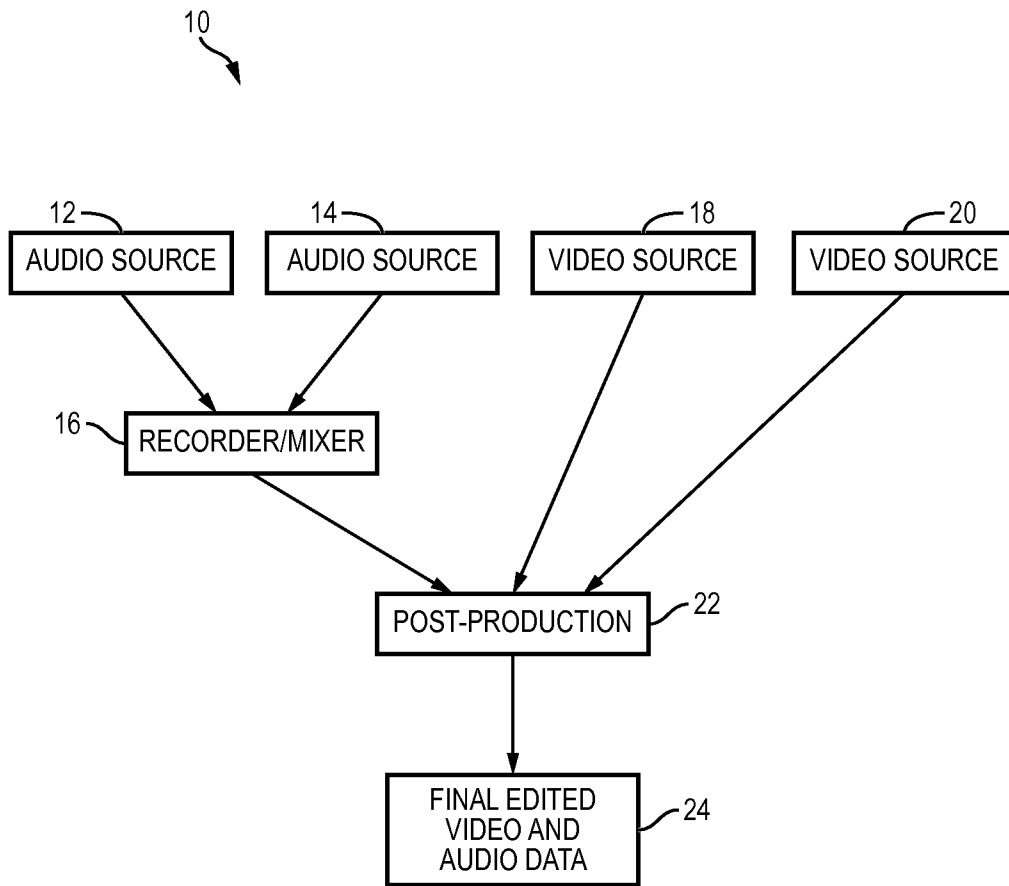 10
12
14
18
20
AUDIO SOURCE
AUDIO SOURCE
VIDEO SOURCE
VIDEO SOURCE
16
RECORDER/MIXER
POST-PRODUCTION
22
FINAL EDITED
VIDEO AND
AUDIO DATA
24